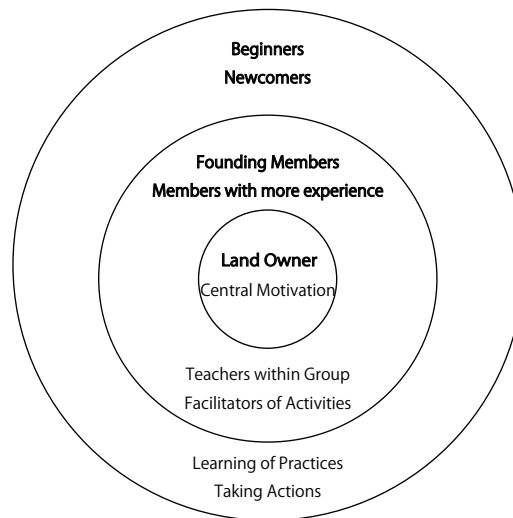 Beginners
Newcomers
Founding Members
Members with more experience
Land Owner
Central Motivation
Teachers within Group
Facilitators of Activities
Learning of Practices
Taking Actions